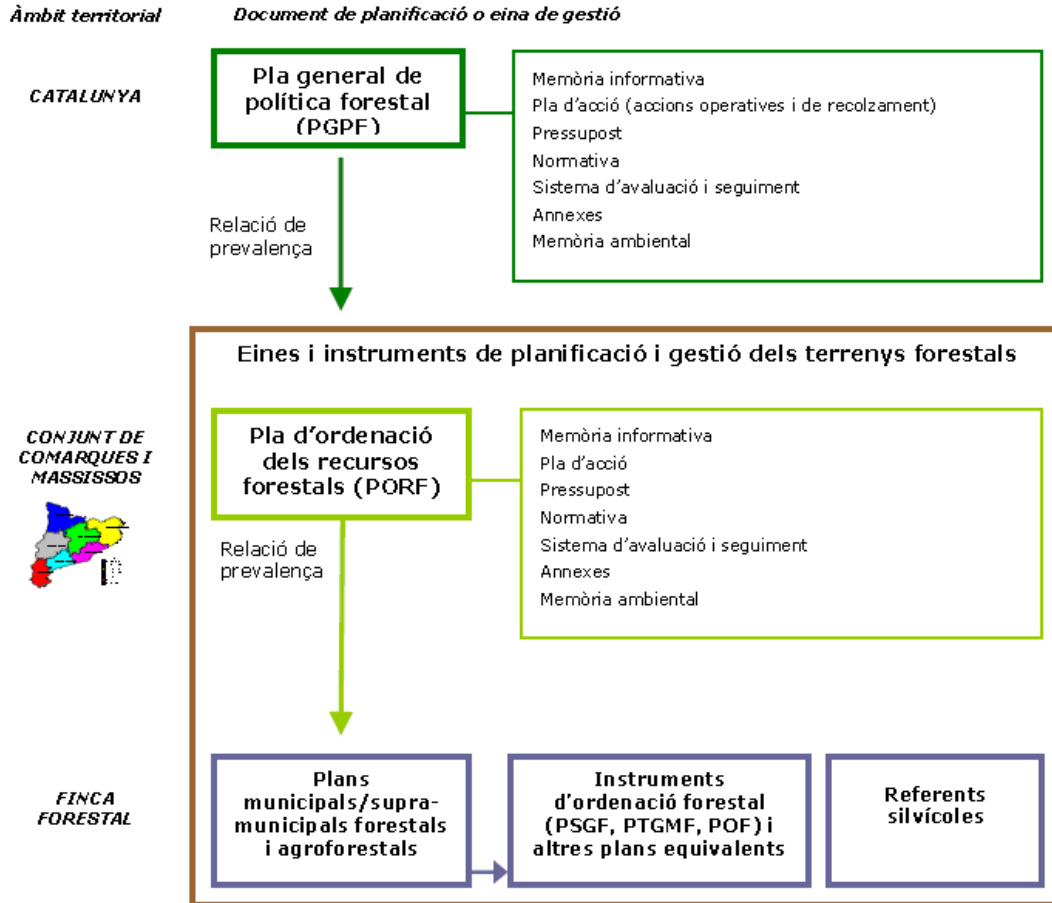 Àmbit territorial
Document de planificació o eina de gestió
CATALUNYA
Pla general de
política forestal
(PGPF)
Memòria informativa
Pla d'acció (accions operatives i de recolzament)
Pressupost
Normativa
Sistema d'avaluació i seguiment
Annexes
Memòria ambiental
Relació de
prevalença
Eines i instruments de planificació i gestió dels terrenys forestals
CONJUNT DE
COMARQUES I
MASSISSOS
Pla d'ordenació
dels recursos
forestals (PORF)
Memòria informativa
Pla d'acció
Pressupost
Normativa
Sistema d'avaluació i seguiment
Annexes
Memòria ambiental
Relació de
prevalença
FINCA
FORESTAL
Plans
municipals/supra-
municipals forestals
i agroforestals
Instruments
d'ordenació forestal
(PSGF, PTGMF, POF) i
altres plans equivalents
Referents
silvícoles